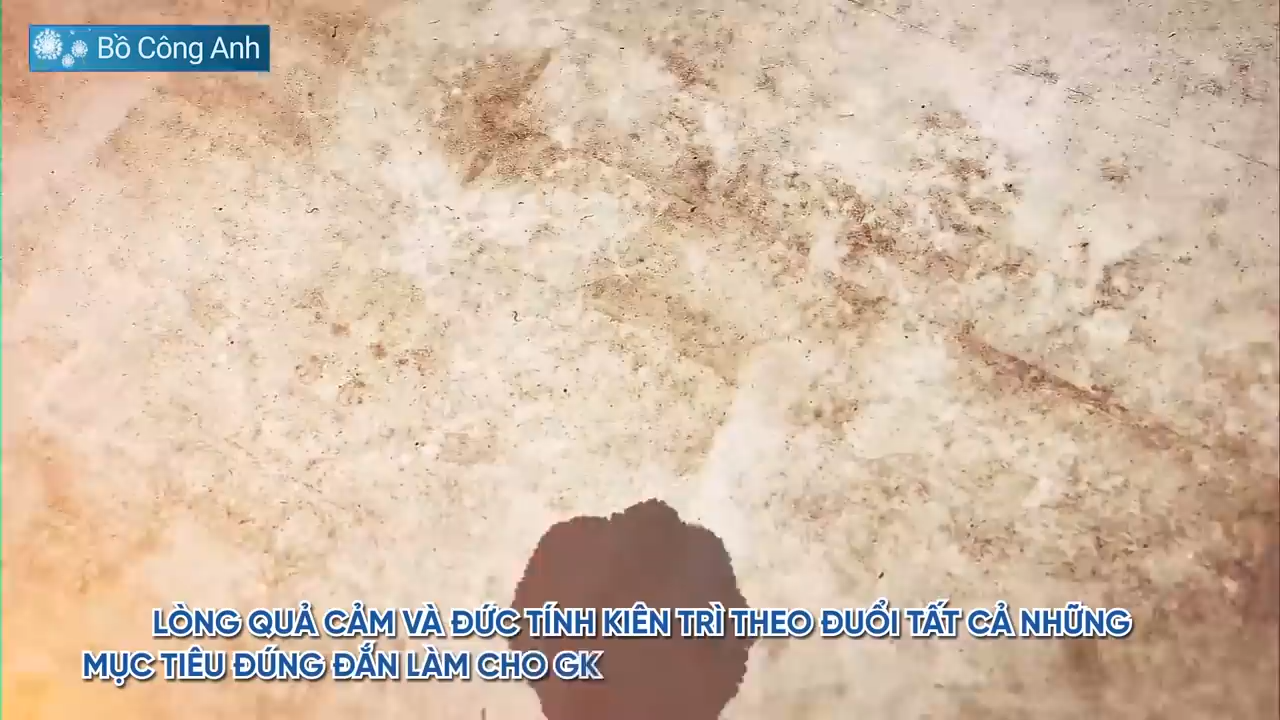 Bồ Công Anh
LÒNG QUẢ CẢM VÀ ĐỨC TÍNH KIÊN TRÌ THEO ĐUỔI TẤT CẢ NHỮNG
MỤC TIÊU ĐÚNG ĐẮN LÀM CHO GK